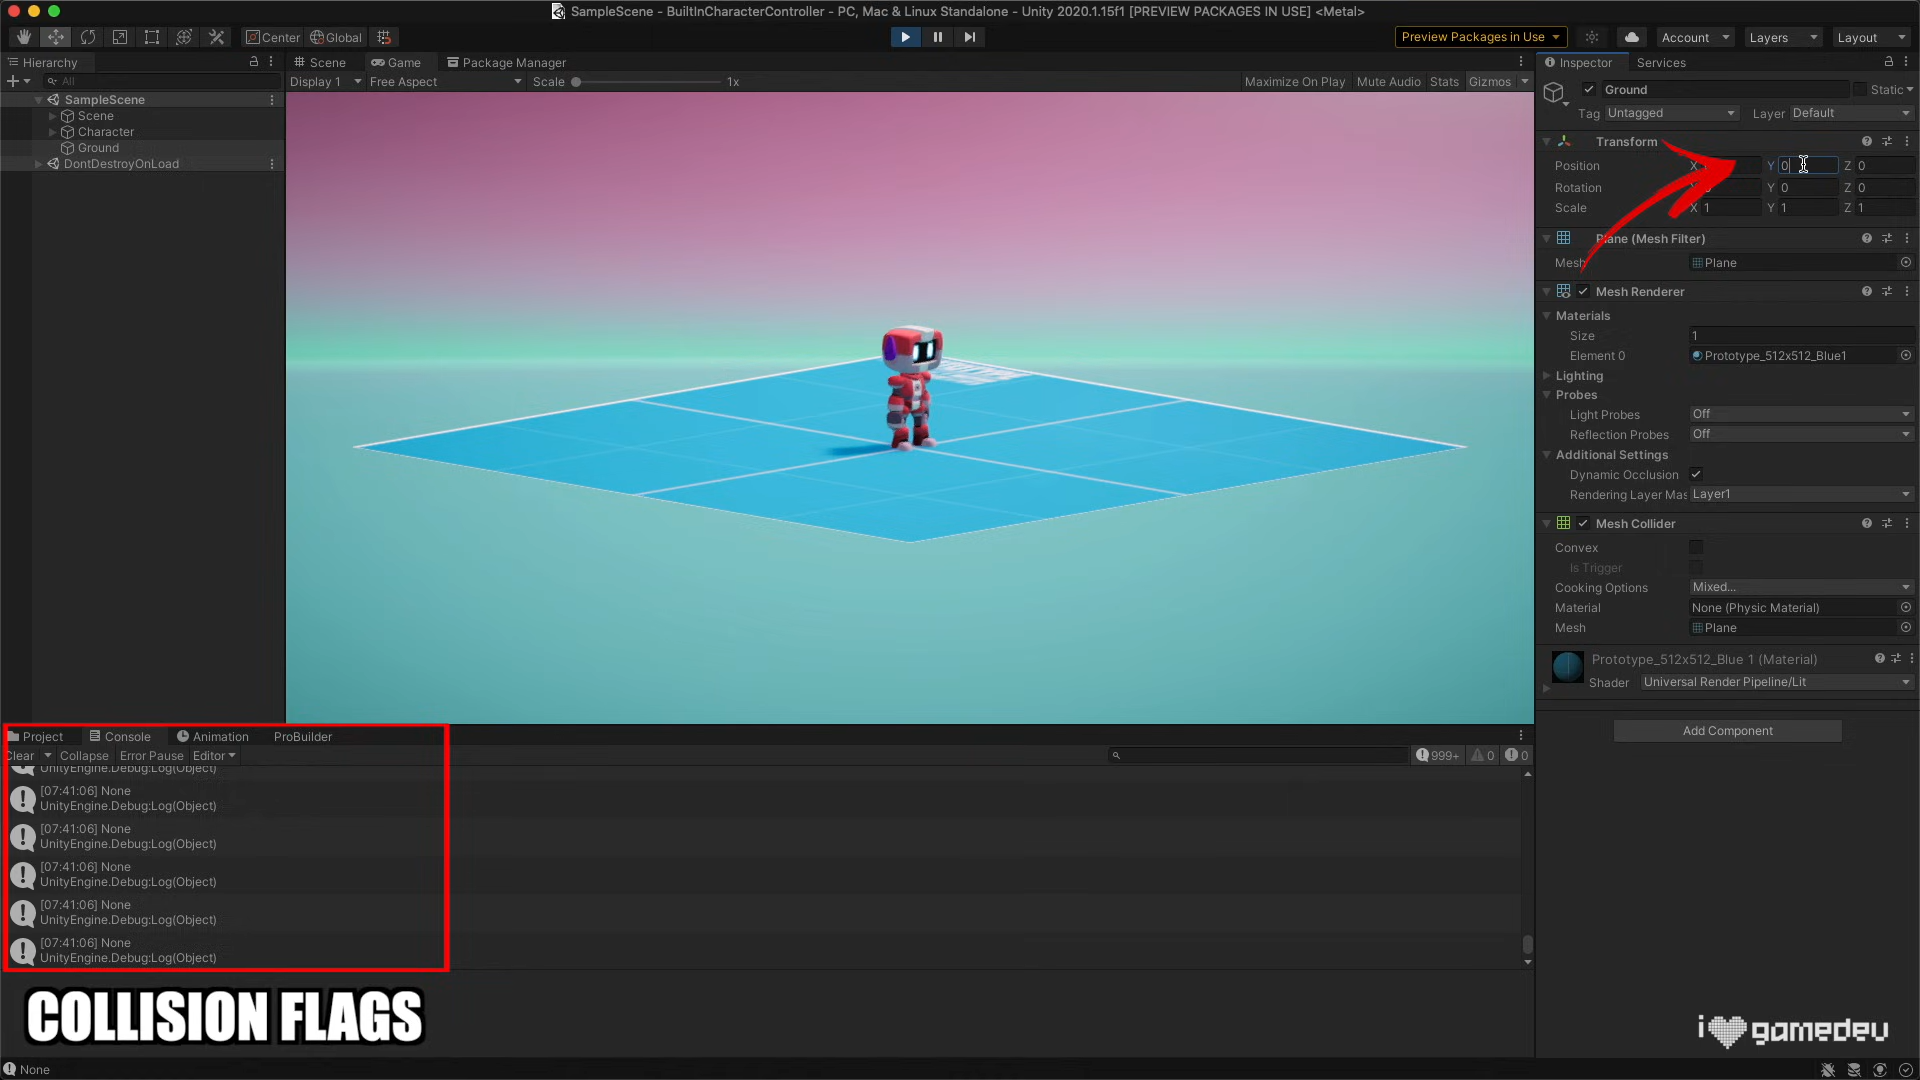 SampleScene - BuiltInCharacterController - PC, Mac & Linux Standalone - Unity 2020.1.15f1 [PREVIEW PACKAGES IN USE] <Metal>
Center Global Preview Packages in Use Account Layers Layout
Hierarchy Scene Game Package Manager Inspector Services
All Display 1 Free Aspect Scale 1x Maximize On Play Mute Audio Stats Gizmos
Ground Static
SampleScene
Scene
Character
Ground
DontDestroyOnLoad
Tag Untagged Layer Default
Transform
Position X Y 0 Z 0
Rotation Y 0 Z 0
Scale X 1 Y 1 Z 1
Plane (Mesh Filter)
Mesh Plane
Mesh Renderer
Materials
Size 1
Element 0 Prototype_512x512_Blue1
Lighting
Probes
Light Probes Off
Reflection Probes Off
Additional Settings
Dynamic Occlusion
Rendering Layer Mas Layer1
Mesh Collider
Convex
Is Trigger
Cooking Options Mixed...
Material None (Physic Material)
Mesh Plane
Prototype_512x512_Blue 1 (Material)
Shader Universal Render Pipeline/Lit
Add Component
Project Console Animation ProBuilder
Clear Collapse Error Pause Editor 999+ 0 0
UnityEngine.Debug:Log(Object)
[07:41:06] None
UnityEngine.Debug:Log(Object)
[07:41:06] None
UnityEngine.Debug:Log(Object)
[07:41:06] None
UnityEngine.Debug:Log(Object)
[07:41:06] None
UnityEngine.Debug:Log(Object)
[07:41:06] None
UnityEngine.Debug:Log(Object)
COLLISION FLAGS
i gamedev
None